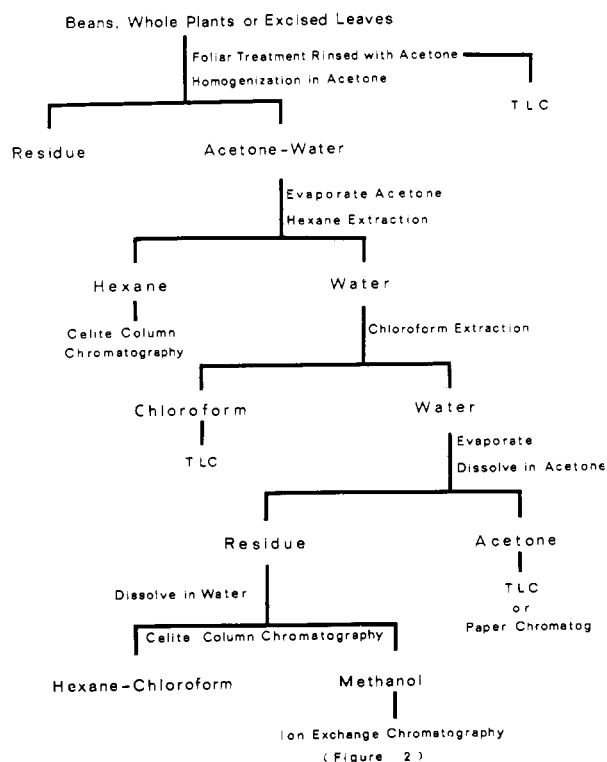 Beans, Whole Plants or Excised Leaves
Foliar Treatment Rinsed with Acetone
Homogenization in Acetone
TLC
Residue
Acetone-Water
Evaporate Acetone
Hexane Extraction
Hexane
Water
Celite Column
Chromatography
Chloroform Extraction
Chloroform
Water
TLC
Evaporate
Dissolve in Acetone
Residue
Acetone
Dissolve in Water
TLC
or
Paper Chromatog
Celite Column Chromatography
Hexane-Chloroform
Methanol
Ion Exchange Chromatography
(Figure 2)